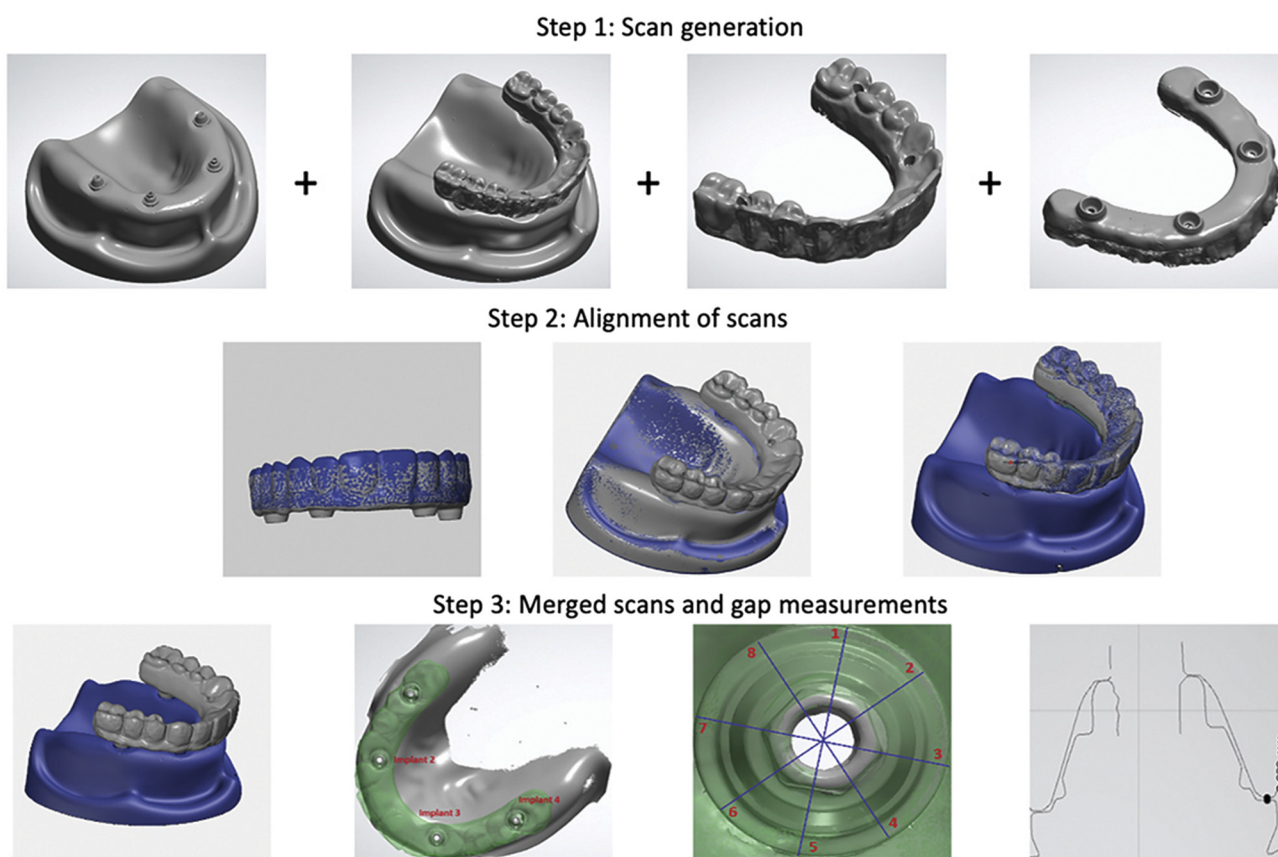 Step 1: Scan generation
+ + +
Step 2: Alignment of scans
Step 3: Merged scans and gap measurements
Implant 2
Implant 3
Implant 4
1
2
3
4
5
6
7
8